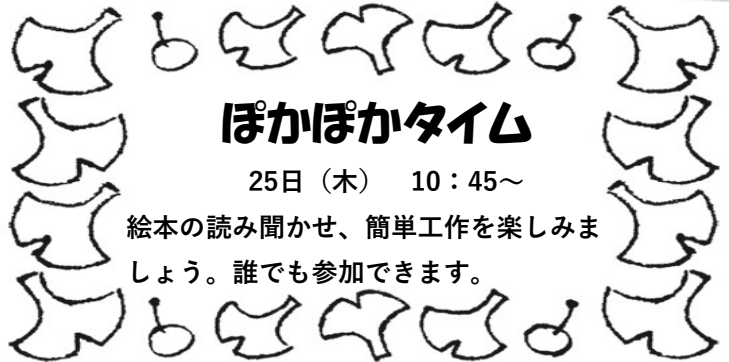 ぽかぽかタイム
25日（木）　10：45～
絵本の読み聞かせ、簡単工作を楽しみま
しょう。誰でも参加できます。